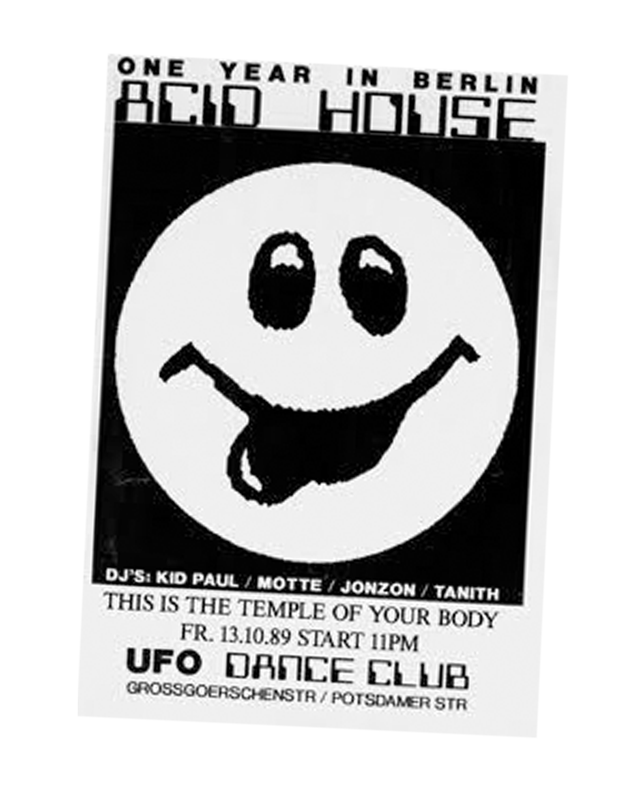 ONE YEAR IN BERLIN
ACID HOUSE
DJ'S: KID PAUL / MOTTE / JONZON / TANITH
THIS IS THE TEMPLE OF YOUR BODY
FR. 13.10.89 START 11PM
UFO DANCE CLUB
GROSSGOERSCHENSTR / POTSDAMER STR